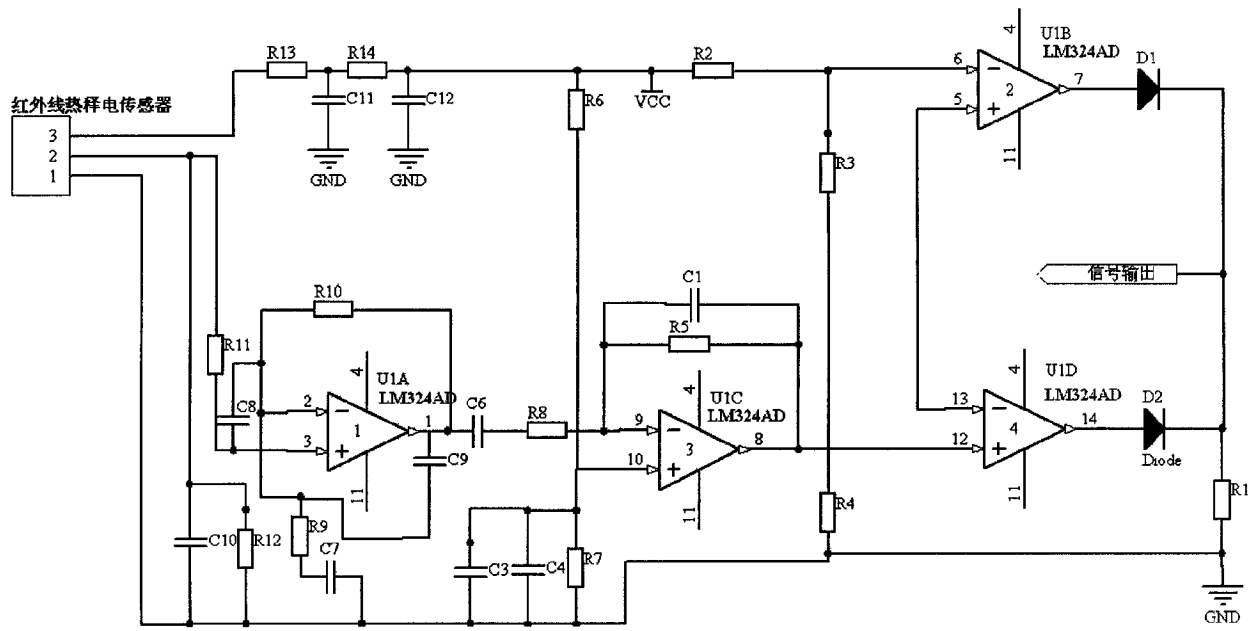 U1B
LM324AD
4
6
5
2
7
11
D1
R13
R14
R2
C11
C12
R6
VCC
GND
GND
红外线热释电传感器
3
2
1
R3
信号输出
R10
C1
R5
R11
4
U1A
LM324AD
C8
2
3
1
1
C6
R8
C9
11
4
U1C
LM324AD
9
10
3
8
11
4
U1D
LM324AD
13
12
4
14
11
D2
Diode
R4
R1
C10
R12
R9
C7
C3
C4
R7
GND